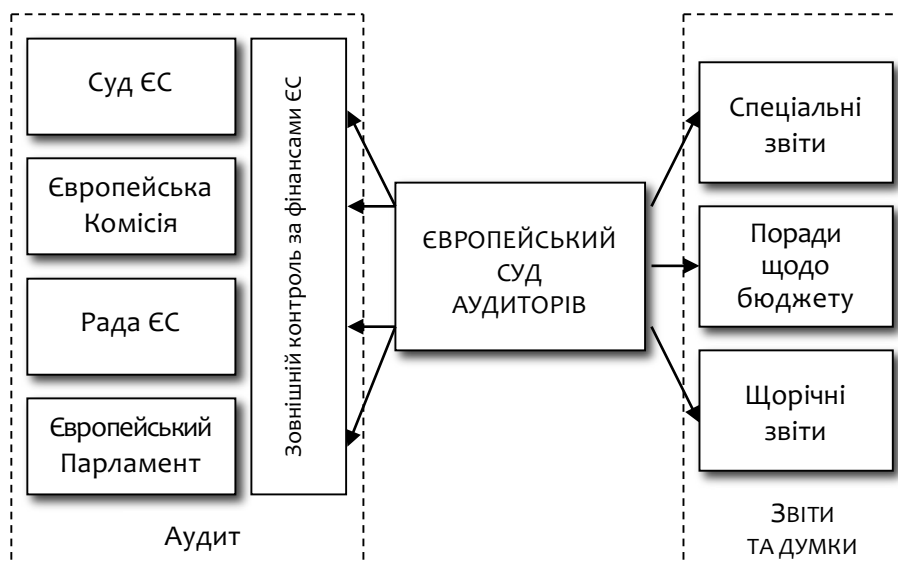 Суд ЄС
Європейська
Комісія
Рада ЄС
Європейський
Парламент
Зовнішній контроль за фінансами ЄС
Аудит
ЄВРОПЕЙСЬКИЙ
СУД
АУДИТОРІВ
Спеціальні
звіти
Поради
щодо
бюджету
Щорічні
звіти
ЗВІТИ
ТА ДУМКИ